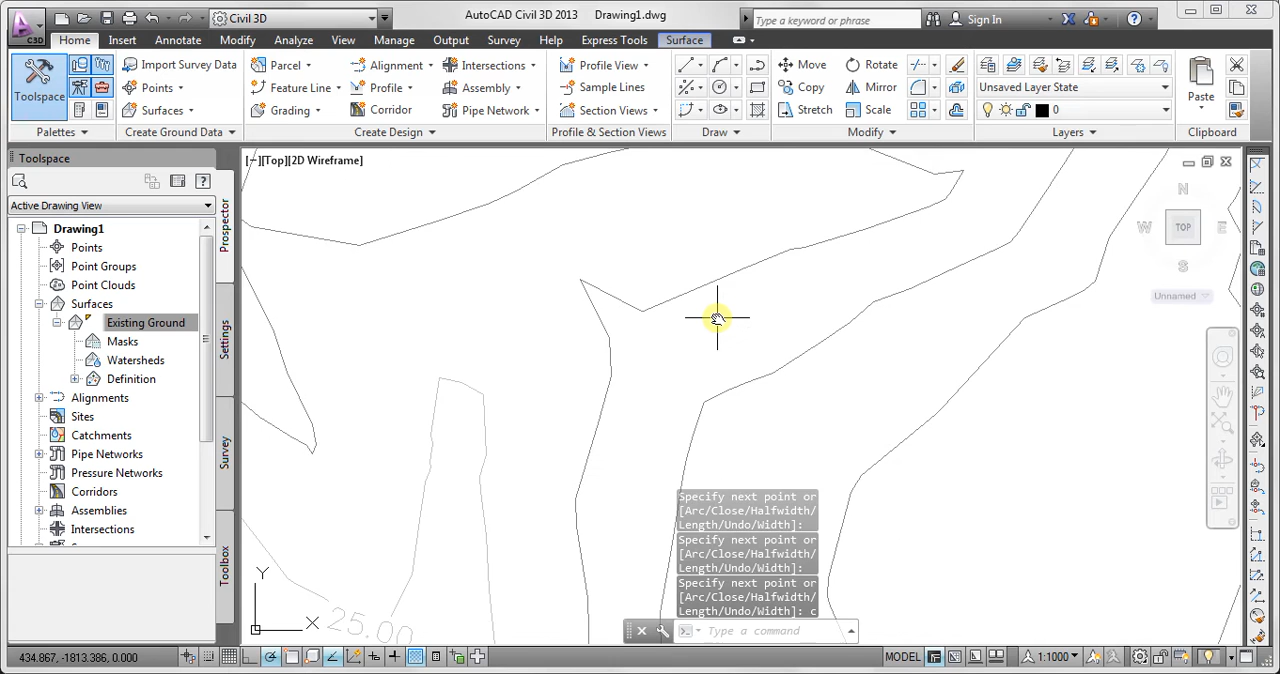 C3D
Civil 3D
AutoCAD Civil 3D 2013 Drawing1.dwg
Type a keyword or phrase
Sign In
Home Insert Annotate Modify Analyze View Manage Output Survey Help Express Tools Surface
Toolspace
Import Survey Data
Points
Surfaces
Parcel
Feature Line
Grading
Alignment
Profile
Corridor
Intersections
Assembly
Pipe Network
Profile View
Sample Lines
Section Views
Move
Copy
Stretch
Rotate
Mirror
Scale
Unsaved Layer State
0
Paste
Palettes Create Ground Data Create Design Profile & Section Views Draw Modify Layers Clipboard
Toolspace
Active Drawing View
Drawing1
Points
Point Groups
Point Clouds
Surfaces
Existing Ground
Masks
Watersheds
Definition
Alignments
Sites
Catchments
Pipe Networks
Pressure Networks
Corridors
Assemblies
Intersections
Prospector
Settings
Survey
Toolbox
[−][Top][2D Wireframe]
N
W TOP E
S
Unnamed
25.00
Y
X
Specify next point or
[Arc/Close/Halfwidth/
Length/Undo/Width]:
Specify next point or
[Arc/Close/Halfwidth/
Length/Undo/Width]:
Specify next point or
[Arc/Close/Halfwidth/
Length/Undo/Width]: c
Type a command
434.867, -1813.386, 0.000
MODEL
1:1000